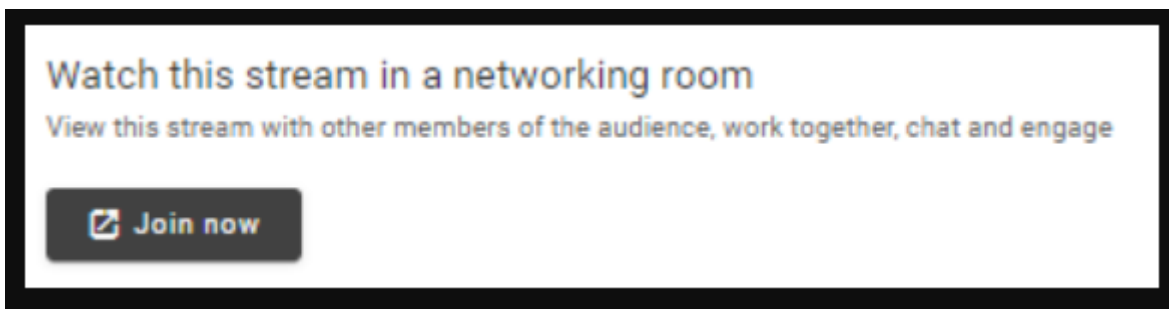 Watch this stream in a networking room
View this stream with other members of the audience, work together, chat and engage
Join now